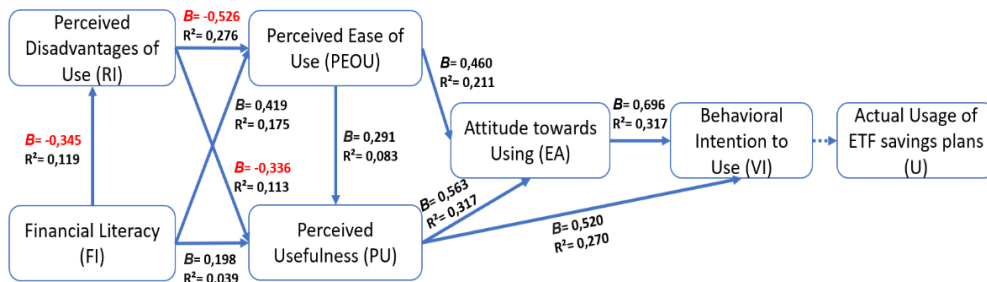 Perceived
Disadvantages of
Use (RI)
B= -0,526
R²= 0,276
Perceived Ease of
Use (PEOU)
B= 0,460
R²= 0,211
B= -0,345
R²= 0,119
B= 0,419
R²= 0,175
B= 0,291
R²= 0,083
B= -0,336
R²= 0,113
Attitude towards
Using (EA)
B= 0,696
R²= 0,317
Behavioral
Intention to
Use (VI)
Actual Usage of
ETF savings plans
(U)
Financial Literacy
(FI)
B= 0,198
R²= 0,039
Perceived
Usefulness (PU)
B= 0,563
R²= 0,317
B= 0,520
R²= 0,270